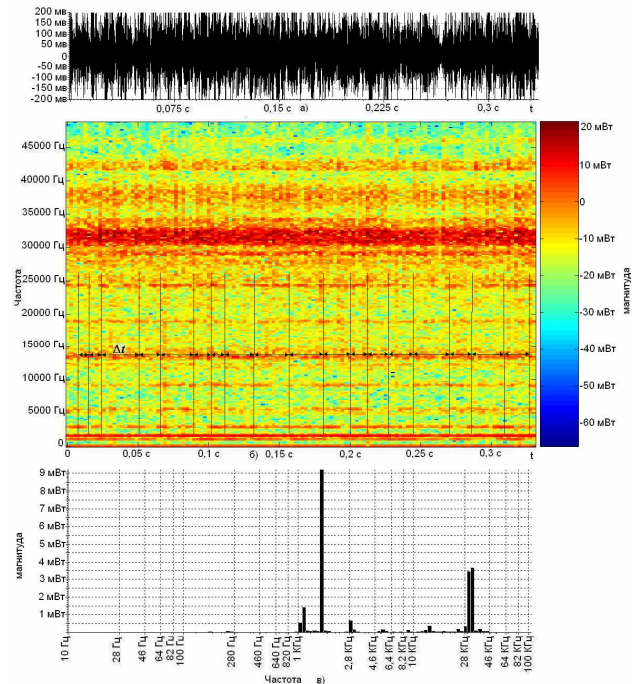 200 мв
150 мв
100 мв
50 мв
0 мв
-50 мв
-100 мв
-150 мв
-200 мв
0,075 с
0,15 с
а)
0,225 с
0,3 с
t
45000 Гц
40000 Гц
35000 Гц
30000 Гц
25000 Гц
20000 Гц
15000 Гц
10000 Гц
5000 Гц
0
Частота
Δt
0
0,05 с
0,1 с
б)
0,15 с
0,2 с
0,25 с
0,3 с
t
20 мВт
10 мВт
0
-10 мВт
-20 мВт
-30 мВт
-40 мВт
-50 мВт
-60 мВт
магнитуда
9 мВт
8 мВт
7 мВт
6 мВт
5 мВт
4 мВт
3 мВт
2 мВт
1 мВт
магнитуда
10 Гц
28 Гц
46 Гц
64 Гц
82 Гц
100 Гц
280 Гц
460 Гц
640 Гц
820 Гц
1 КГц
2,8 КГц
4,6 КГц
6,4 КГц
8,2 КГц
10 КГц
28 КГц
46 КГц
64 КГц
82 КГц
100 КГц
Частота
в)